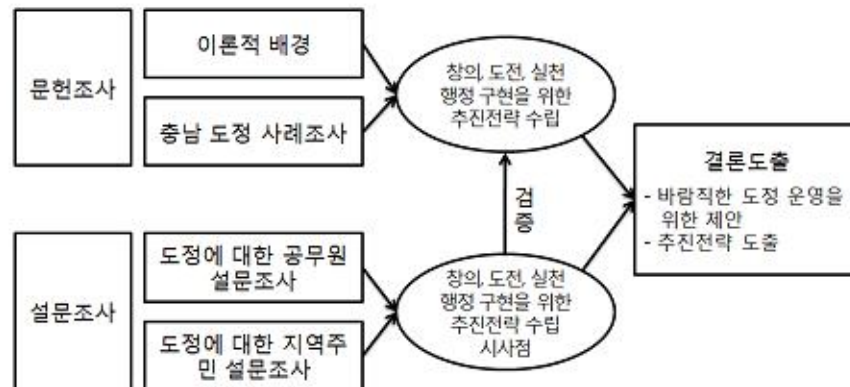 문헌조사
이론적 배경
충남 도정 사례조사
창의, 도전, 실천
행정 구현을 위한
추진전략 수립
검
증
결론도출
- 바람직한 도정 운영을
위한 제안
- 추진전략 도출
설문조사
도정에 대한 공무원
설문조사
도정에 대한 지역주
민 설문조사
창의, 도전, 실천
행정 구현을 위한
추진전략 수립
시사점